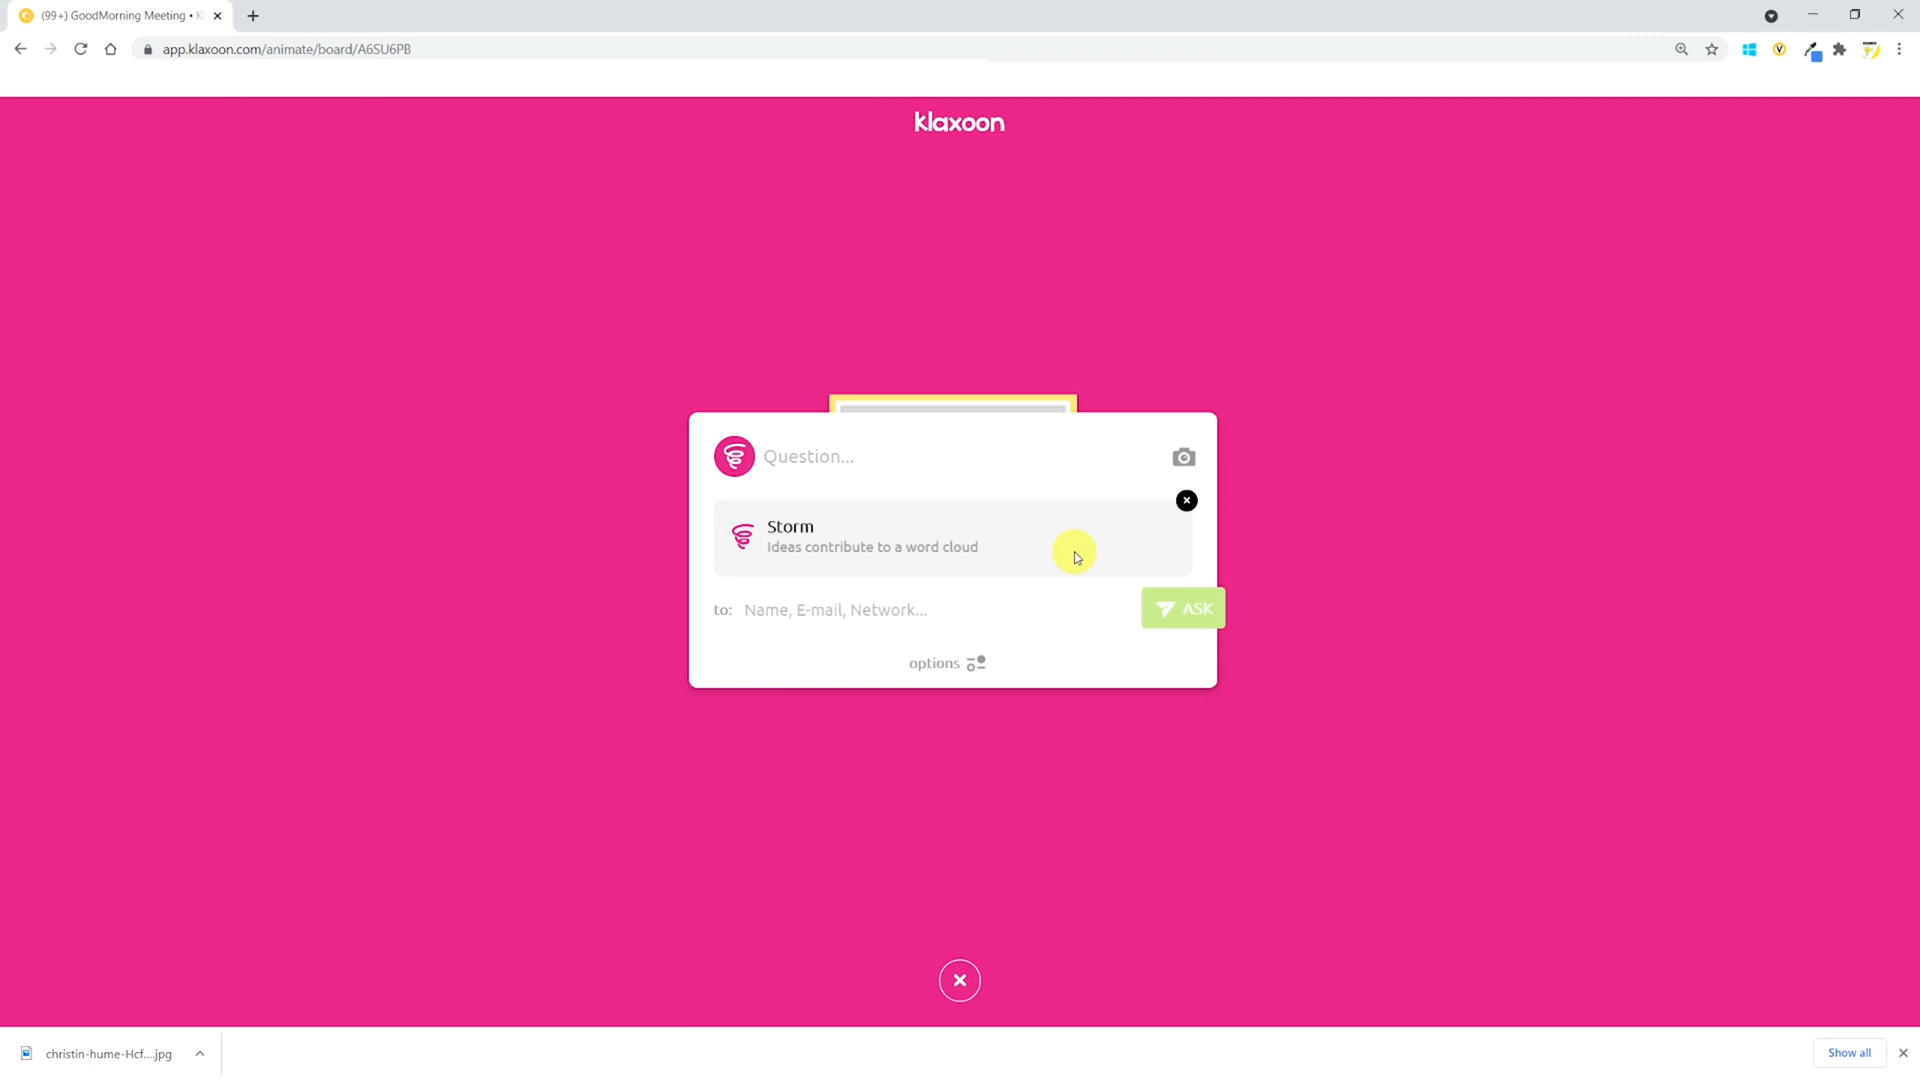 (99+) GoodMorning Meeting • Kl
app.klaxoon.com/animate/board/A6SU6PB
klaxoon
Question...
Storm
Ideas contribute to a word cloud
to: Name, E-mail, Network...
ASK
options
christin-hume-Hcf....jpg
Show all